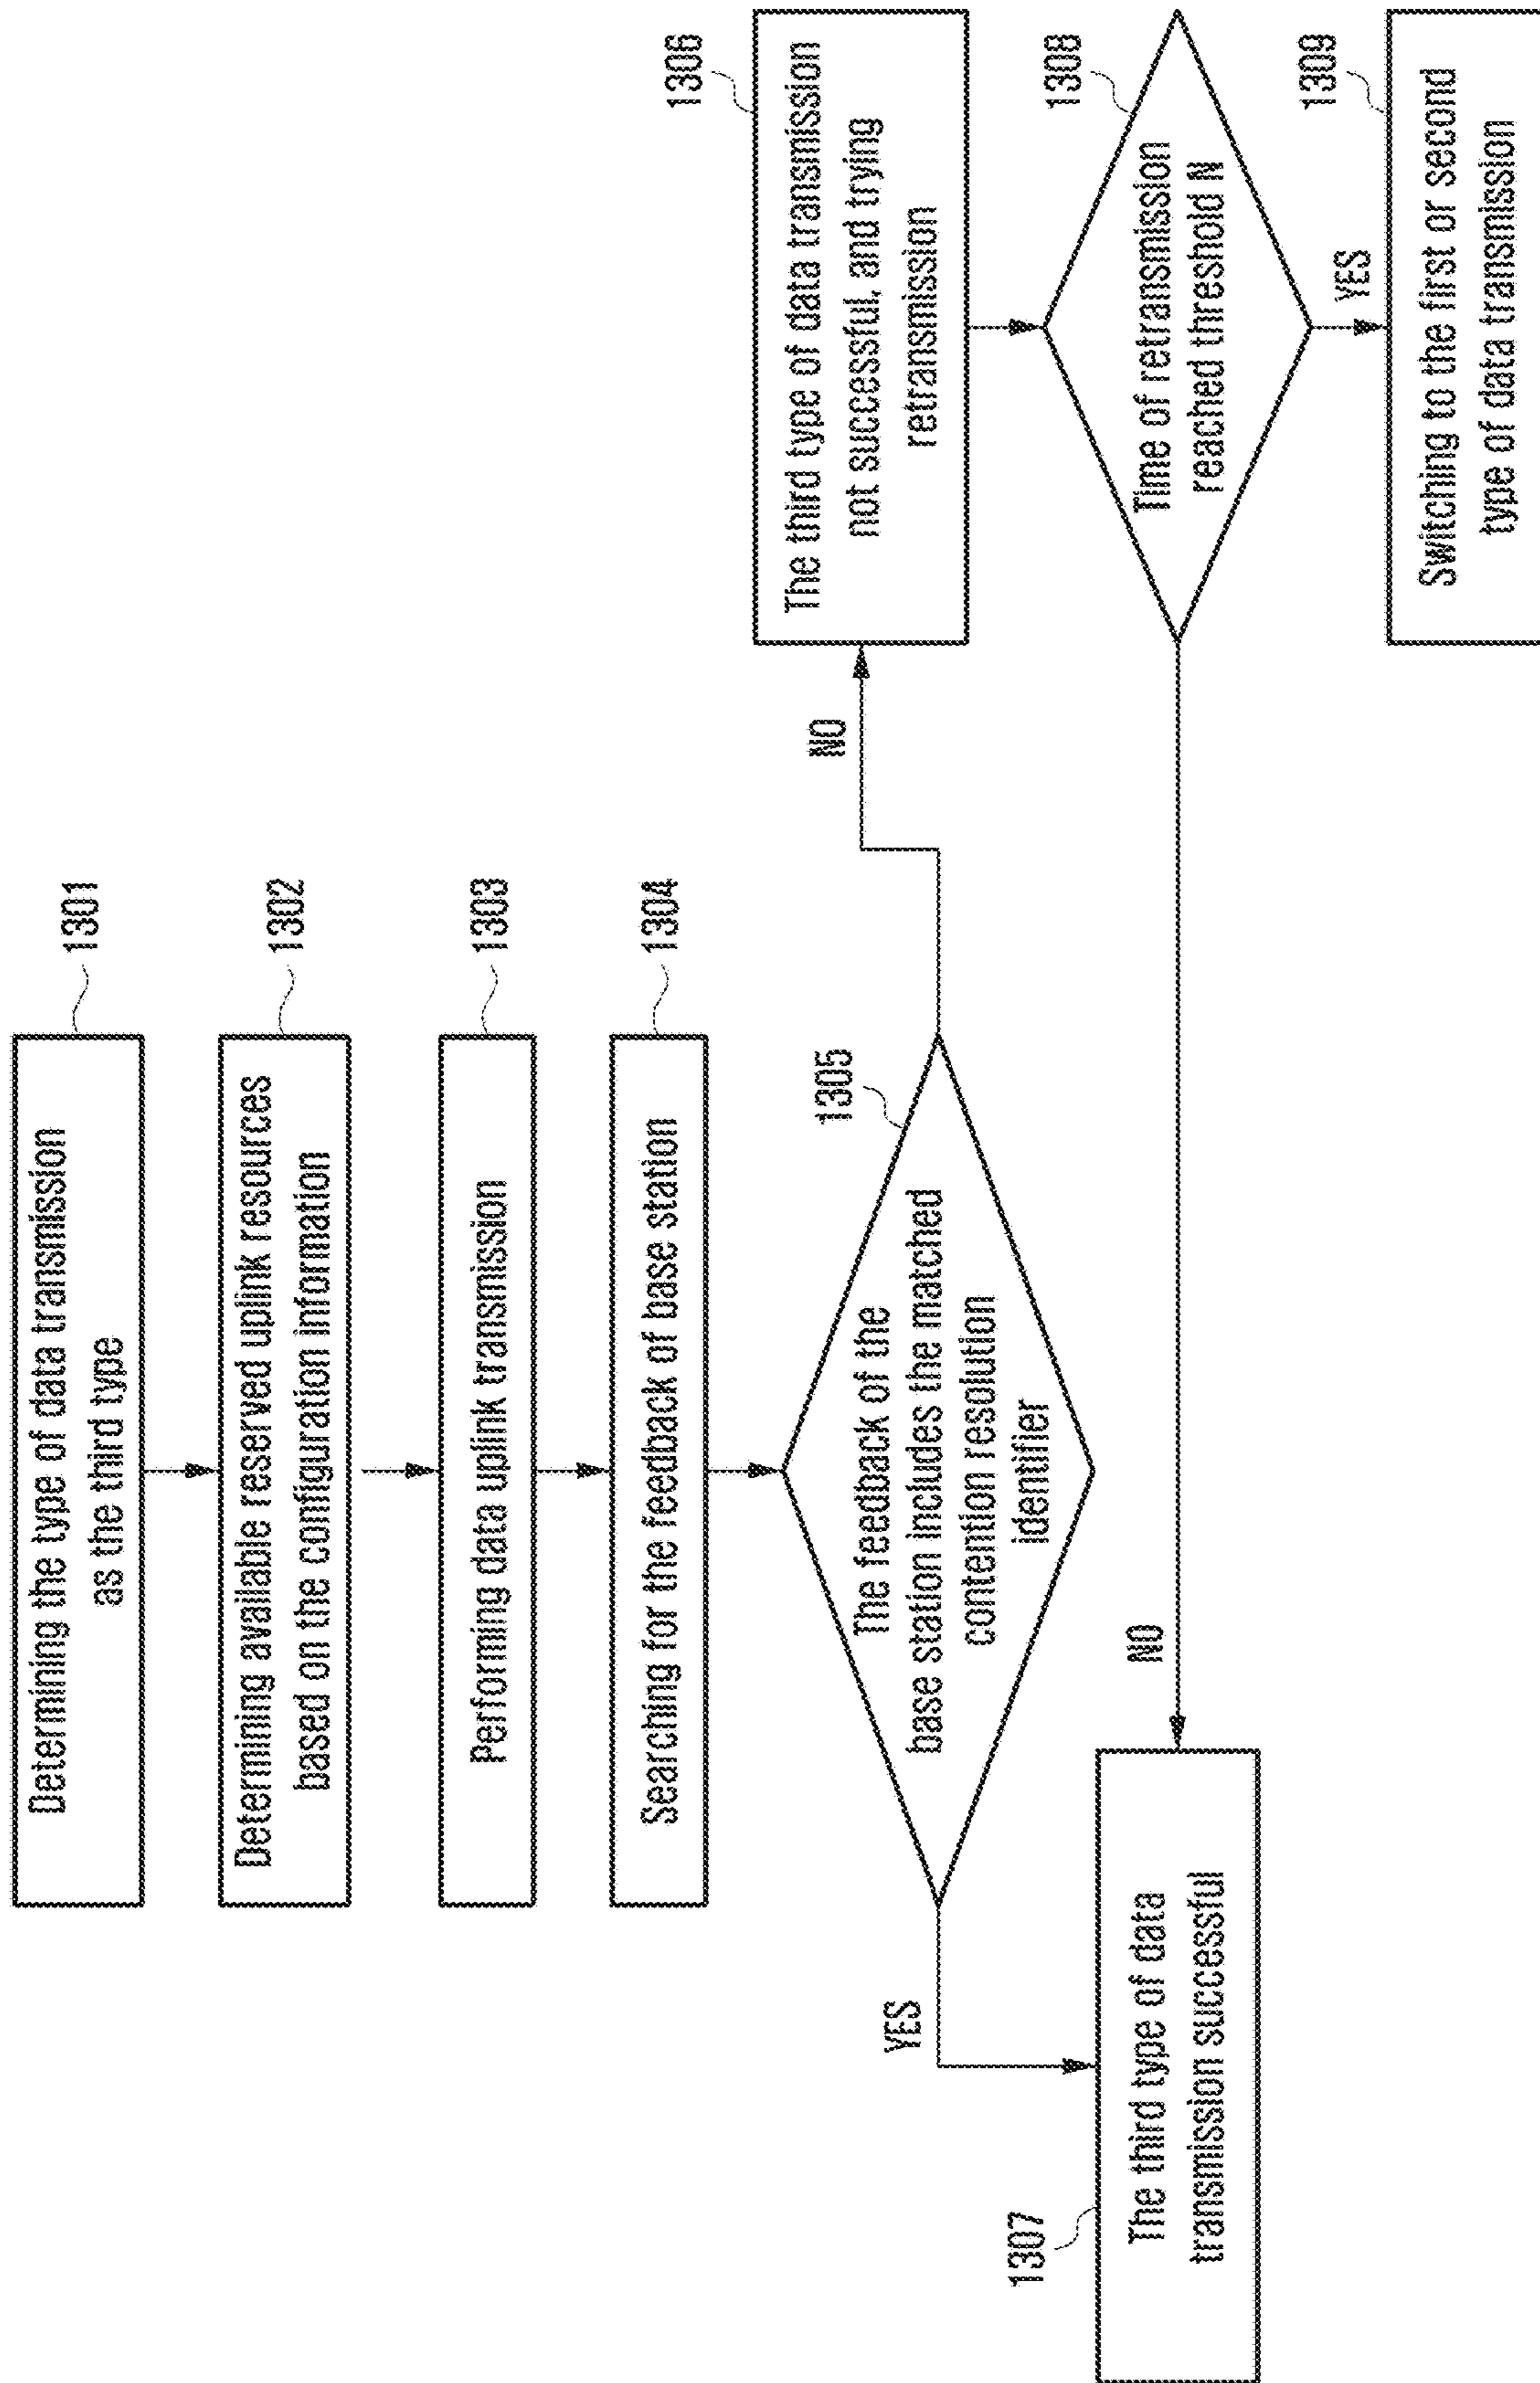 1301
Determining the type of data transmission
as the third type
1302
Determining available reserved uplink resources
based on the configuration information
1303
Performing data uplink transmission
1304
Searching for the feedback of base station
1305
The feedback of the
base station includes the matched
contention resolution
identifier
YES
NO
1306
The third type of data transmission
not successful, and trying
retransmission
1307
The third type of data
transmission successful
NO
1308
Time of retransmission
reached threshold N
YES
1309
Switching to the first or second
type of data transmission